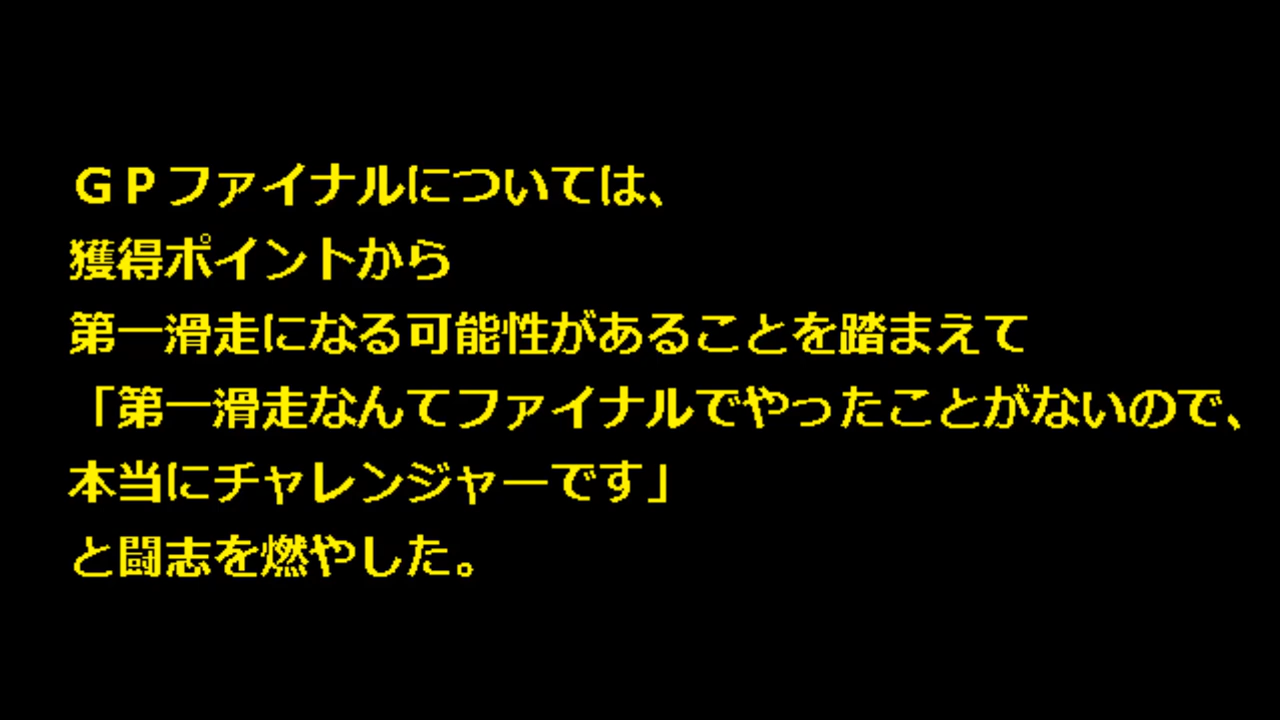 ＧＰファイナルについては、
獲得ポイントから
第一滑走になる可能性があることを踏まえて
「第一滑走なんてファイナルでやったことがないので、
本当にチャレンジャーです」
と闘志を燃やした。